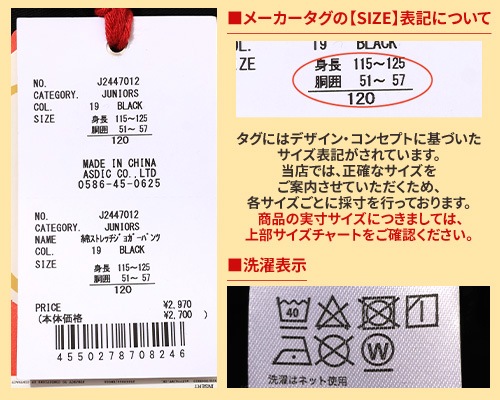 NO. J2447012
CATEGORY. JUNIORS
COL. 19 BLACK
SIZE 身長 115~125
胴囲 51~ 57
120
MADE IN CHINA
ASDIC CO.,LTD
0586-45-0625
NO. J2447012
CATEGORY. JUNIORS
NAME 綿ストレッチジョガーパンツ
COL. 19 BLACK
SIZE 身長 115~125
胴囲 51~ 57
120
PRICE ¥2,970
(本体価格 ¥2,700 )
4550278708246
■メーカータグの【SIZE】表記について
OL. 19 BLACK
ZE 身長 115~125
胴囲 51~ 57
120
タグにはデザイン・コンセプトに基づいた
サイズ表記がされています。
当店では、正確なサイズを
ご案内させていただくため、
各サイズごとに採寸を行っております。
商品の実寸サイズにつきましては、
上部サイズチャートをご確認ください。
■洗濯表示
40
W
洗濯はネット使用